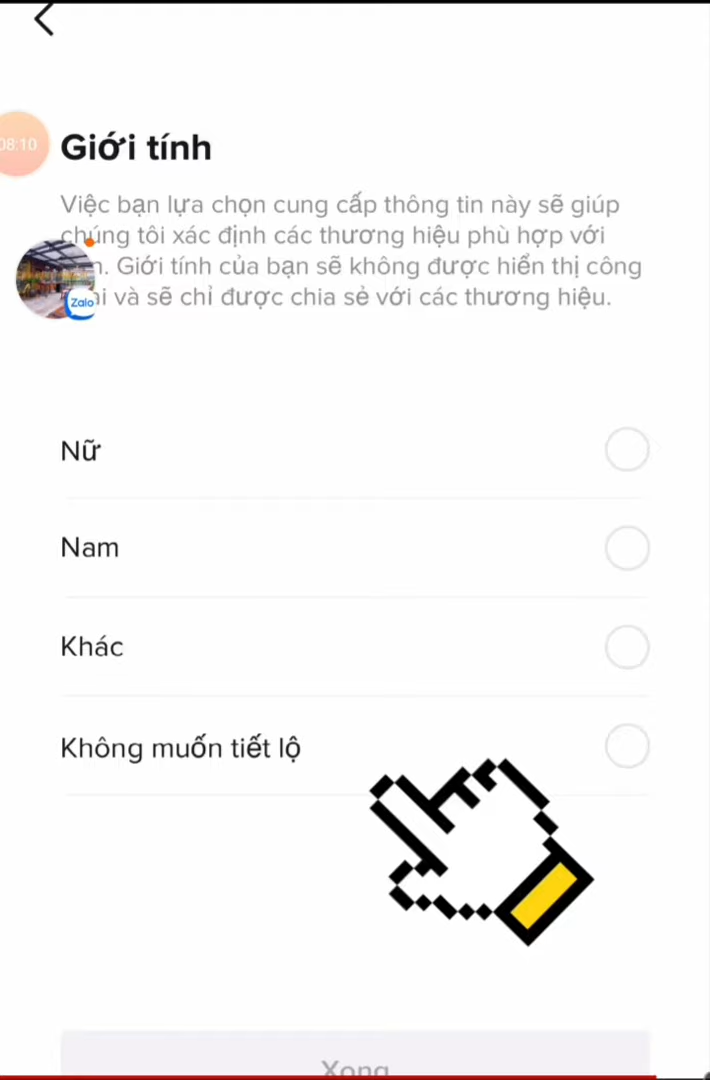 08:10
Giới tính
Việc bạn lựa chọn cung cấp thông tin này sẽ giúp
chúng tôi xác định các thương hiệu phù hợp với
Giới tính của bạn sẽ không được hiển thị công
và sẽ chỉ được chia sẻ với các thương hiệu.
Zalo
Nữ
Nam
Khác
Không muốn tiết lộ
Xong